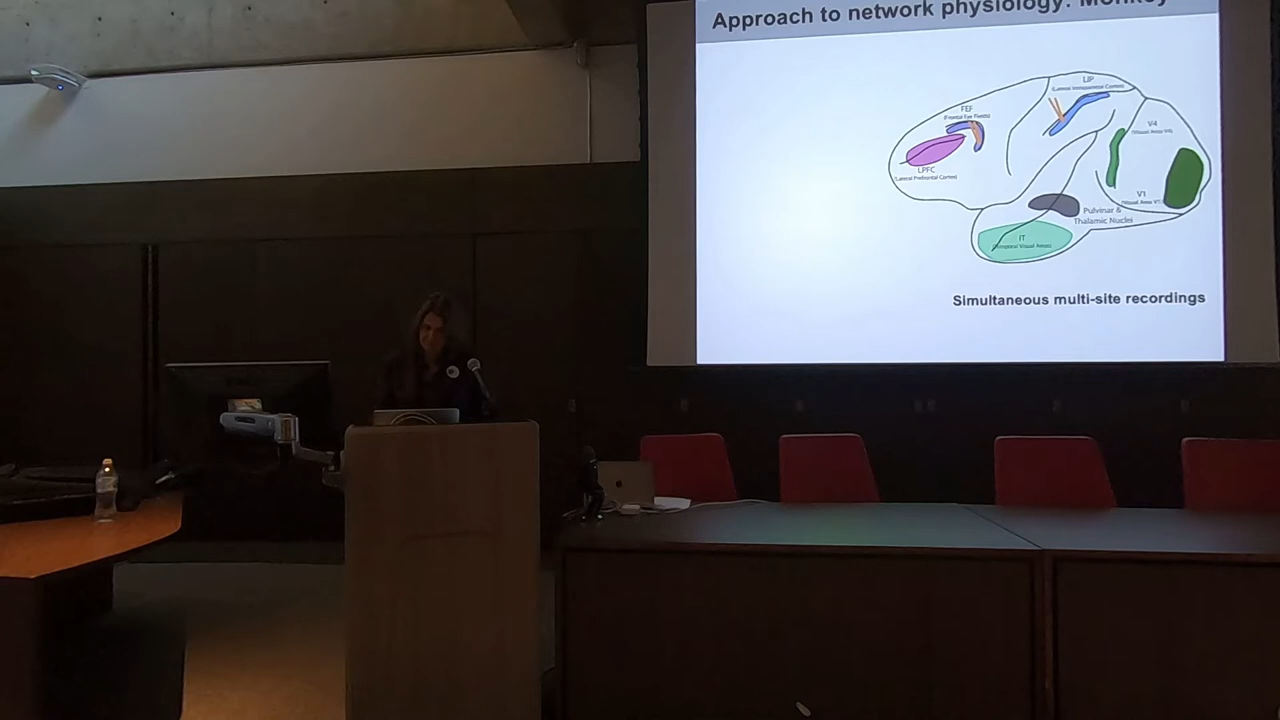 Approach to network physiology: Monkey
LIP
(Lateral Intraparietal Cortex)
FEF
(Frontal Eye Fields)
V4
(Visual Area V4)
LPFC
(Lateral Prefrontal Cortex)
V1
(Visual Area V1)
Pulvinar &
Thalamic Nuclei
IT
(Temporal Visual Areas)
Simultaneous multi-site recordings